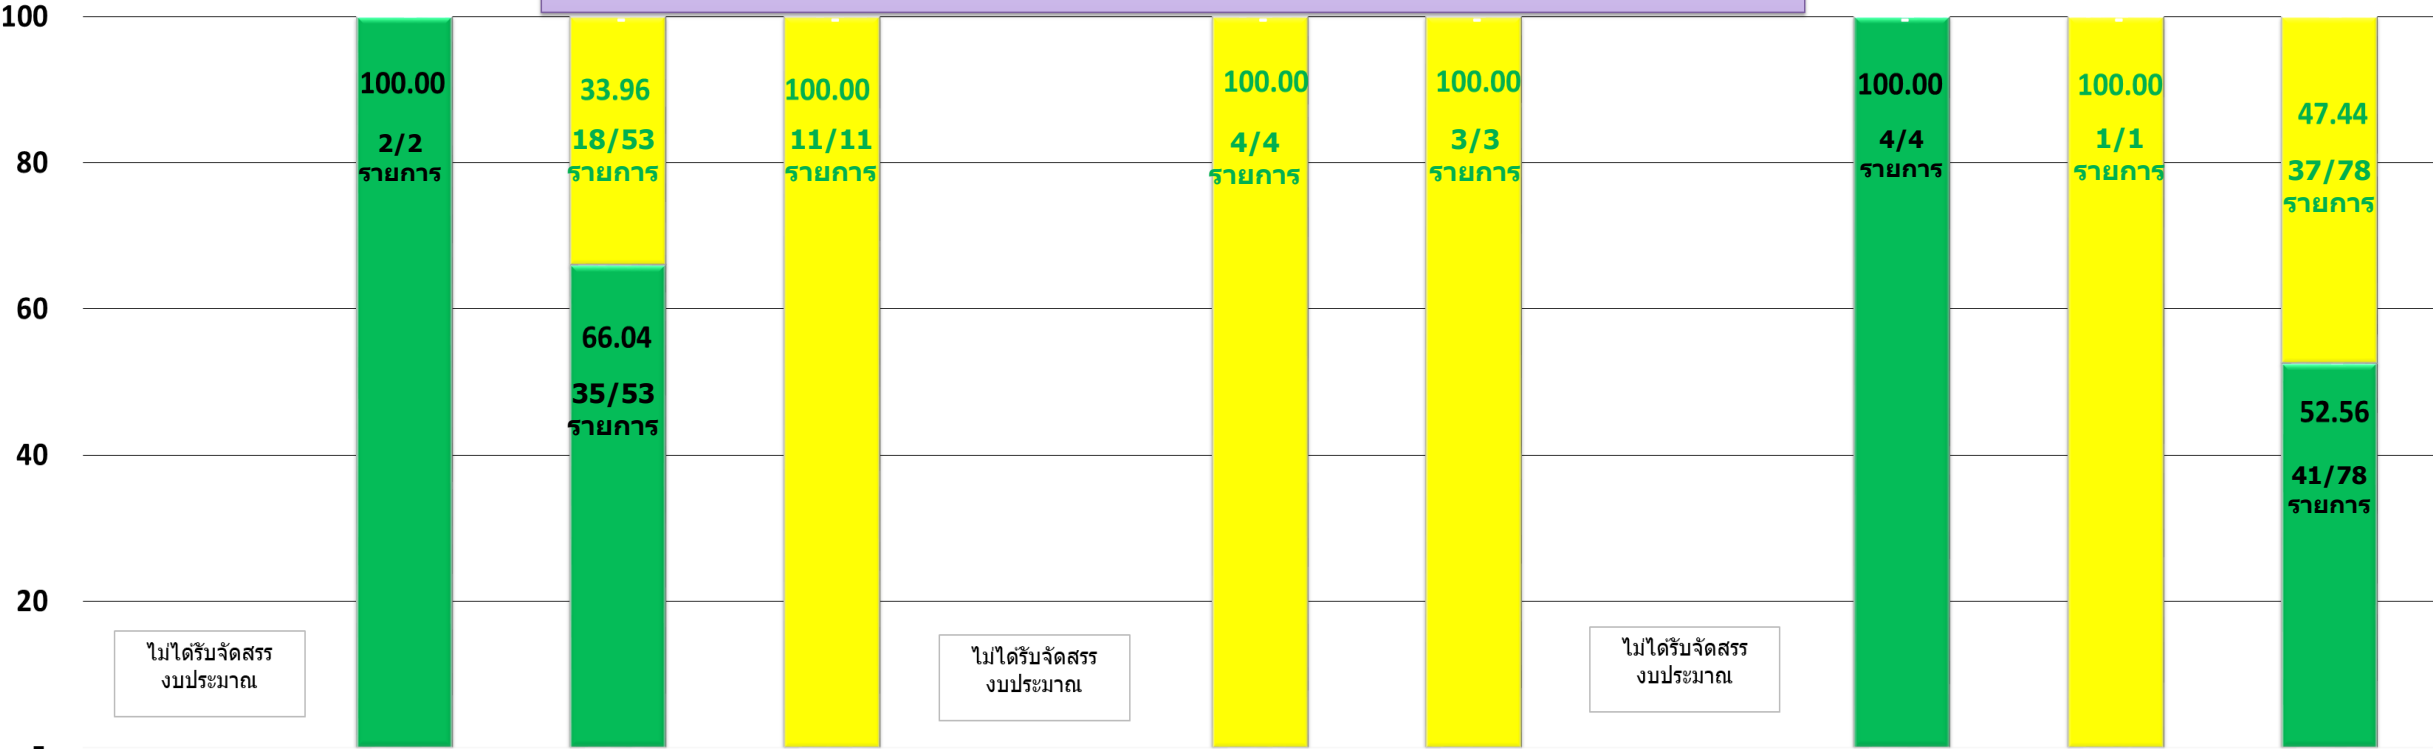 100
80
60
40
20
ไม่ได้รับจัดสรร
งบประมาณ
100.00
2/2
รายการ
33.96
18/53
รายการ
66.04
35/53
รายการ
100.00
11/11
รายการ
ไม่ได้รับจัดสรร
งบประมาณ
100.00
4/4
รายการ
100.00
3/3
รายการ
ไม่ได้รับจัดสรร
งบประมาณ
100.00
4/4
รายการ
100.00
1/1
รายการ
47.44
37/78
รายการ
52.56
41/78
รายการ